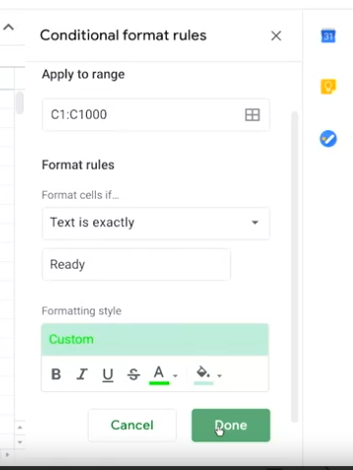 Conditional format rules
31
Apply to range
C1:C1000
Format rules
Format cells if…
Text is exactly
Ready
Formatting style
Custom
B I U S A
Cancel
Done